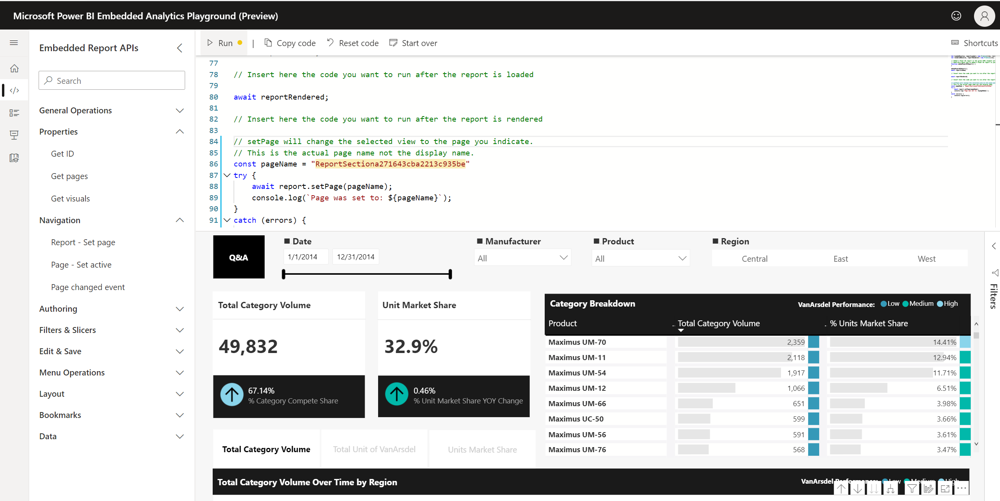 Microsoft Power BI Embedded Analytics Playground (Preview)
Embedded Report APIs
Search
General Operations
Properties
Get ID
Get pages
Get visuals
Navigation
Report - Set page
Page - Set active
Page changed event
Authoring
Filters & Slicers
Edit & Save
Menu Operations
Layout
Bookmarks
Data
Run | Copy code Reset code Start over Shortcuts
77
78 // Insert here the code you want to run after the report is loaded
79
80 await reportRendered;
81
82 // Insert here the code you want to run after the report is rendered
83
84 // setPage will change the selected view to the page you indicate.
85 // This is the actual page name not the display name.
86 const pageName = "ReportSectiona271643cba2213c935be"
87 try {
88 await report.setPage(pageName);
89 console.log(`Page was set to: ${pageName}`);
90 }
91 catch (errors) {
Q&A
Date
1/1/2014 12/31/2014
Manufacturer
All
Product
All
Region
Central East West
Filters
Total Category Volume
49,832
67.14%
% Category Compete Share
Unit Market Share
32.9%
0.46%
% Unit Market Share YOY Change
Category Breakdown VanArsdel Performance: Low Medium High
Product .. Total Category Volume .. % Units Market Share
Maximus UM-70 2,359 14.41%
Maximus UM-11 2,118 12.94%
Maximus UM-54 1,917 11.71%
Maximus UM-12 1,066 6.51%
Maximus UM-66 651 3.98%
Maximus UC-50 599 3.66%
Maximus UM-56 591 3.61%
Maximus UM-76 568 3.47%
Total Category Volume Total Unit of VanArsdel Units Market Share
Total Category Volume Over Time by Region VanArsdel Performance: Low Medium High